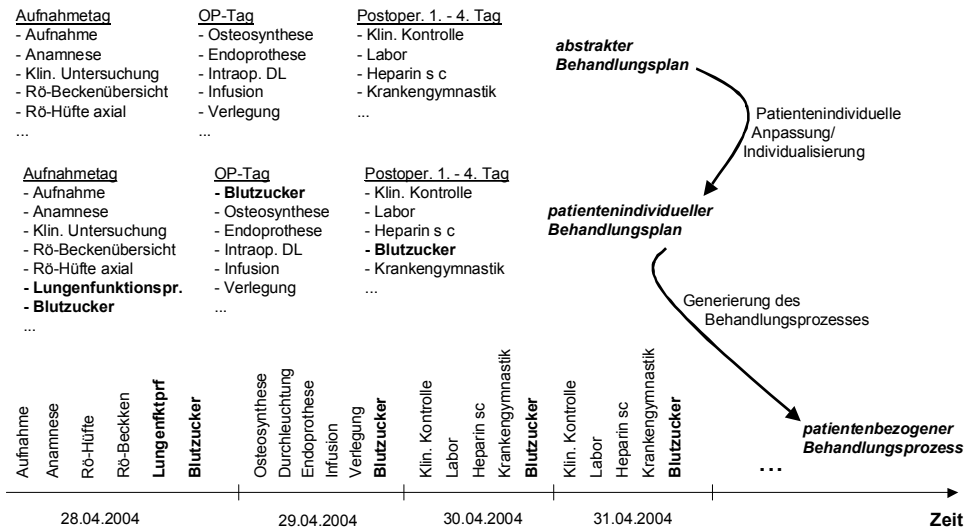 Aufnahmetag
- Aufnahme
- Anamnese
- Klin. Untersuchung
- Rö-Beckenübersicht
- Rö-Hüfte axial
...
OP-Tag
- Osteosynthese
- Endoprothese
- Intraop. DL
- Infusion
- Verlegung
...
Postoper. 1. - 4. Tag
- Klin. Kontrolle
- Labor
- Heparin s c
- Krankengymnastik
...
abstrakter
Behandlungsplan
Patientenindividuelle
Anpassung/
Individualisierung
Aufnahmetag
- Aufnahme
- Anamnese
- Klin. Untersuchung
- Rö-Beckenübersicht
- Rö-Hüfte axial
- Lungenfunktionspr.
- Blutzucker
...
OP-Tag
- Blutzucker
- Osteosynthese
- Endoprothese
- Intraop. DL
- Infusion
- Verlegung
...
Postoper. 1. - 4. Tag
- Klin. Kontrolle
- Labor
- Heparin s c
- Blutzucker
- Krankengymnastik
...
patientenindividueller
Behandlungsplan
Generierung des
Behandlungsprozesses
Aufnahme
Anamnese
Rö-Hüfte
Rö-Beckken
Lungenfktprf
Blutzucker
Osteosynthese
Durchleuchtung
Endoprothese
Infusion
Verlegung
Blutzucker
Klin. Kontrolle
Labor
Heparin sc
Krankengymnastik
Blutzucker
Klin. Kontrolle
Labor
Heparin sc
Krankengymnastik
Blutzucker
...
patientenbezogener
Behandlungsprozess
28.04.2004
29.04.2004
30.04.2004
31.04.2004
Zeit